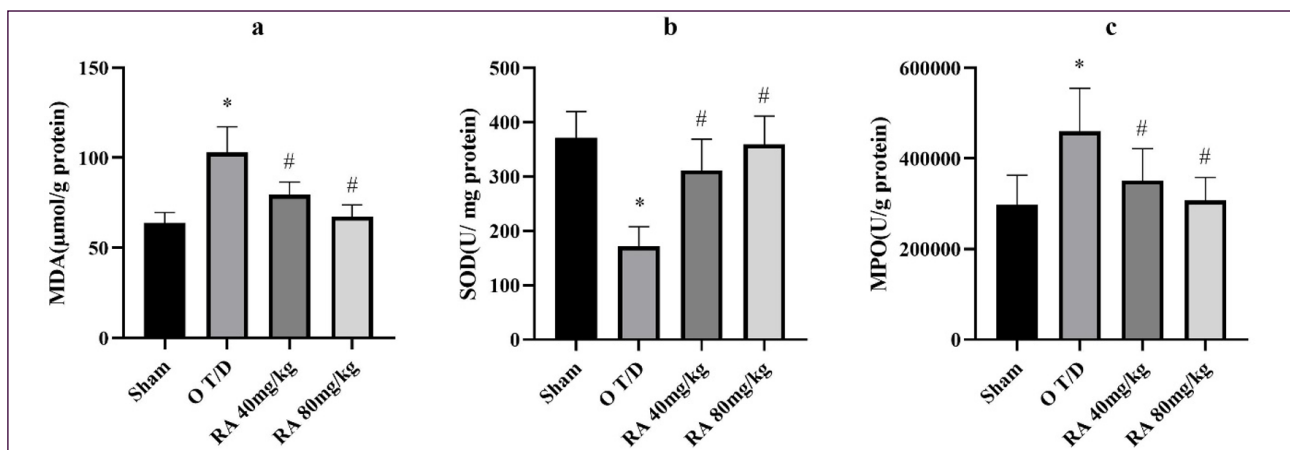 a
MDA(μmol/g protein)
150
100
50
0
*
#
#
Sham
O T/D
RA 40mg/kg
RA 80mg/kg
b
SOD(U/ mg protein)
500
400
300
200
100
0
*
#
#
Sham
O T/D
RA 40mg/kg
RA 80mg/kg
c
MPO(U/g protein)
600000
400000
200000
0
*
#
#
Sham
O T/D
RA 40mg/kg
RA 80mg/kg